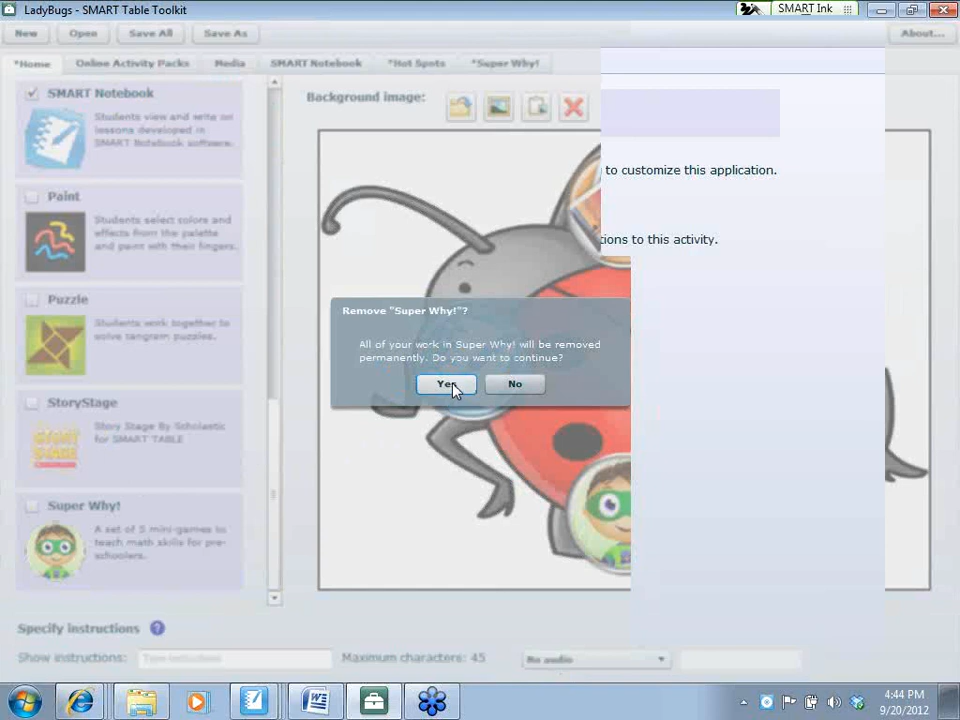 LadyBugs - SMART Table Toolkit
SMART Ink
New Open Save All Save As About...
*Home Online Activity Packs Media SMART Notebook *Hot Spots *Super Why!
SMART Notebook
Students view and write on
lessons developed in
SMART Notebook software.
Paint
Students select colors and
effects from the palette
and paint with their fingers.
Puzzle
Students work together to
solve tangram puzzles.
StoryStage
Story Stage By Scholastic
for SMART TABLE
STORY
STAGE
Super Why!
A set of 5 mini-games to
teach math skills for pre-
schoolers.
Background image:
to customize this application.
tions to this activity.
Remove "Super Why!"?
All of your work in Super Why! will be removed
permanently. Do you want to continue?
Yes No
Specify instructions ?
Show instructions: Type instructions Maximum characters: 45 No audio
4:44 PM
9/20/2012